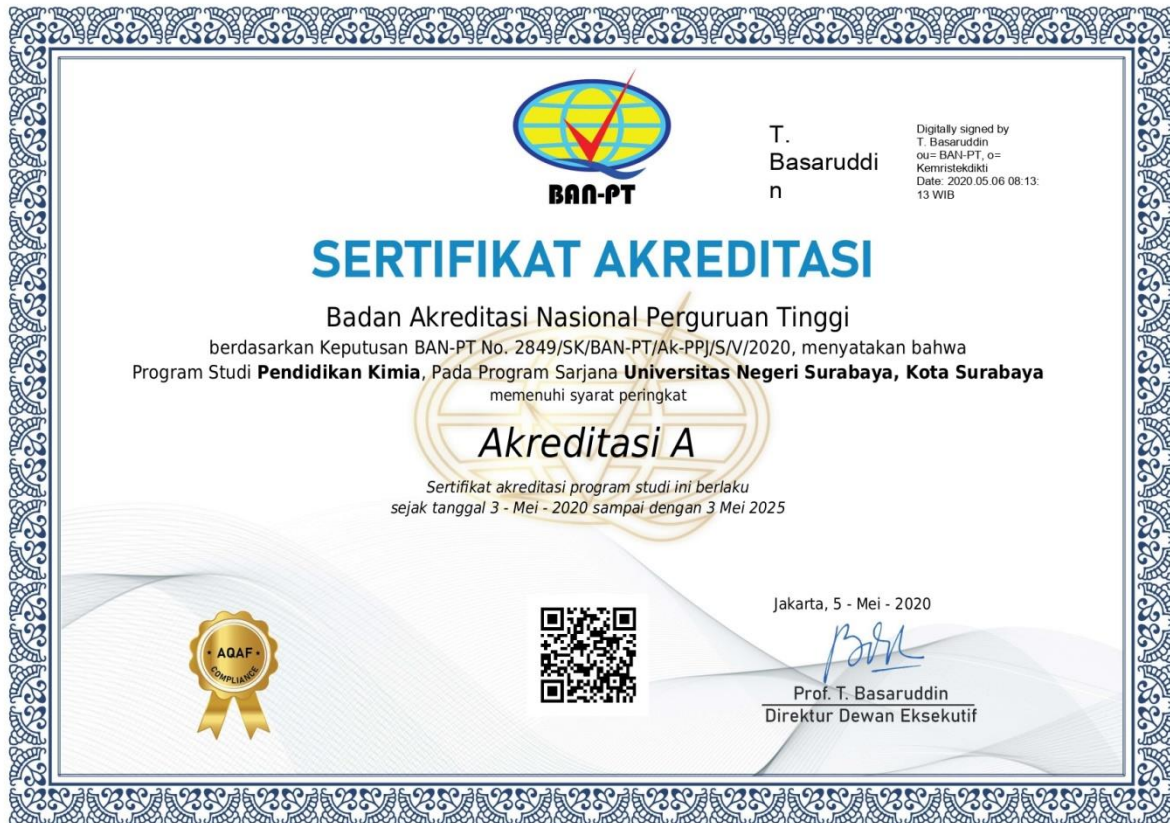 BAN-PT
T.
Basaruddi
n
Digitally signed by
T. Basaruddin
ou= BAN-PT, o=
Kemristekdikti
Date: 2020.05.06 08:13:
13 WIB
SERTIFIKAT AKREDITASI
Badan Akreditasi Nasional Perguruan Tinggi
berdasarkan Keputusan BAN-PT No. 2849/SK/BAN-PT/Ak-PPJ/S/V/2020, menyatakan bahwa
Program Studi Pendidikan Kimia, Pada Program Sarjana Universitas Negeri Surabaya, Kota Surabaya
memenuhi syarat peringkat
Akreditasi A
Sertifikat akreditasi program studi ini berlaku
sejak tanggal 3 - Mei - 2020 sampai dengan 3 Mei 2025
AQAF
COMPLIANCE
Jakarta, 5 - Mei - 2020
Prof. T. Basaruddin
Direktur Dewan Eksekutif